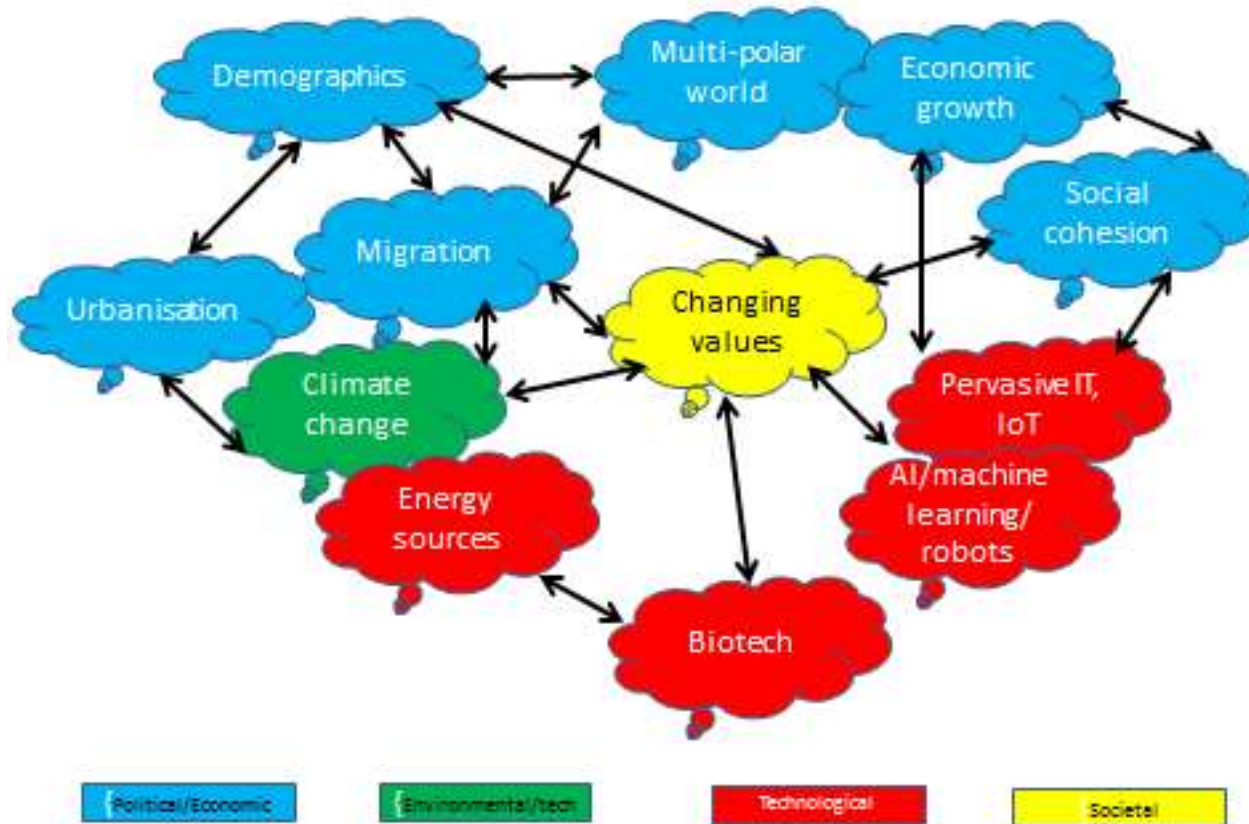 Demographics
Multi-polar
world
Economic
growth
Social
cohesion
Migration
Urbanisation
Changing
values
Climate
change
Pervasive IT,
IoT
Energy
sources
AI/machine
learning/
robots
Biotech
{Political/Economic
{Environmental/tech
Technological
Societal